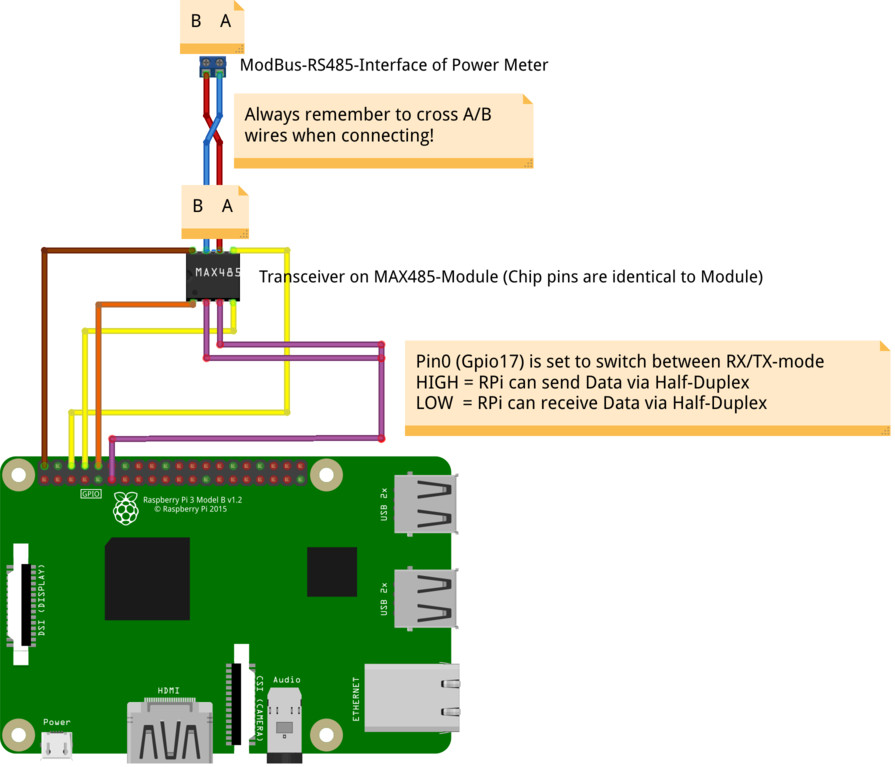 B A
ModBus-RS485-Interface of Power Meter
Always remember to cross A/B
wires when connecting!
B A
MAX485
Transceiver on MAX485-Module (Chip pins are identical to Module)
Pin0 (Gpio17) is set to switch between RX/TX-mode
HIGH = RPi can send Data via Half-Duplex
LOW = RPi can receive Data via Half-Duplex
GPIO
Raspberry Pi 3 Model B v1.2
© Raspberry Pi 2015
USB 2x
DSI (DISPLAY)
USB 2x
CSI (CAMERA)
Audio
ETHERNET
HDMI
Power